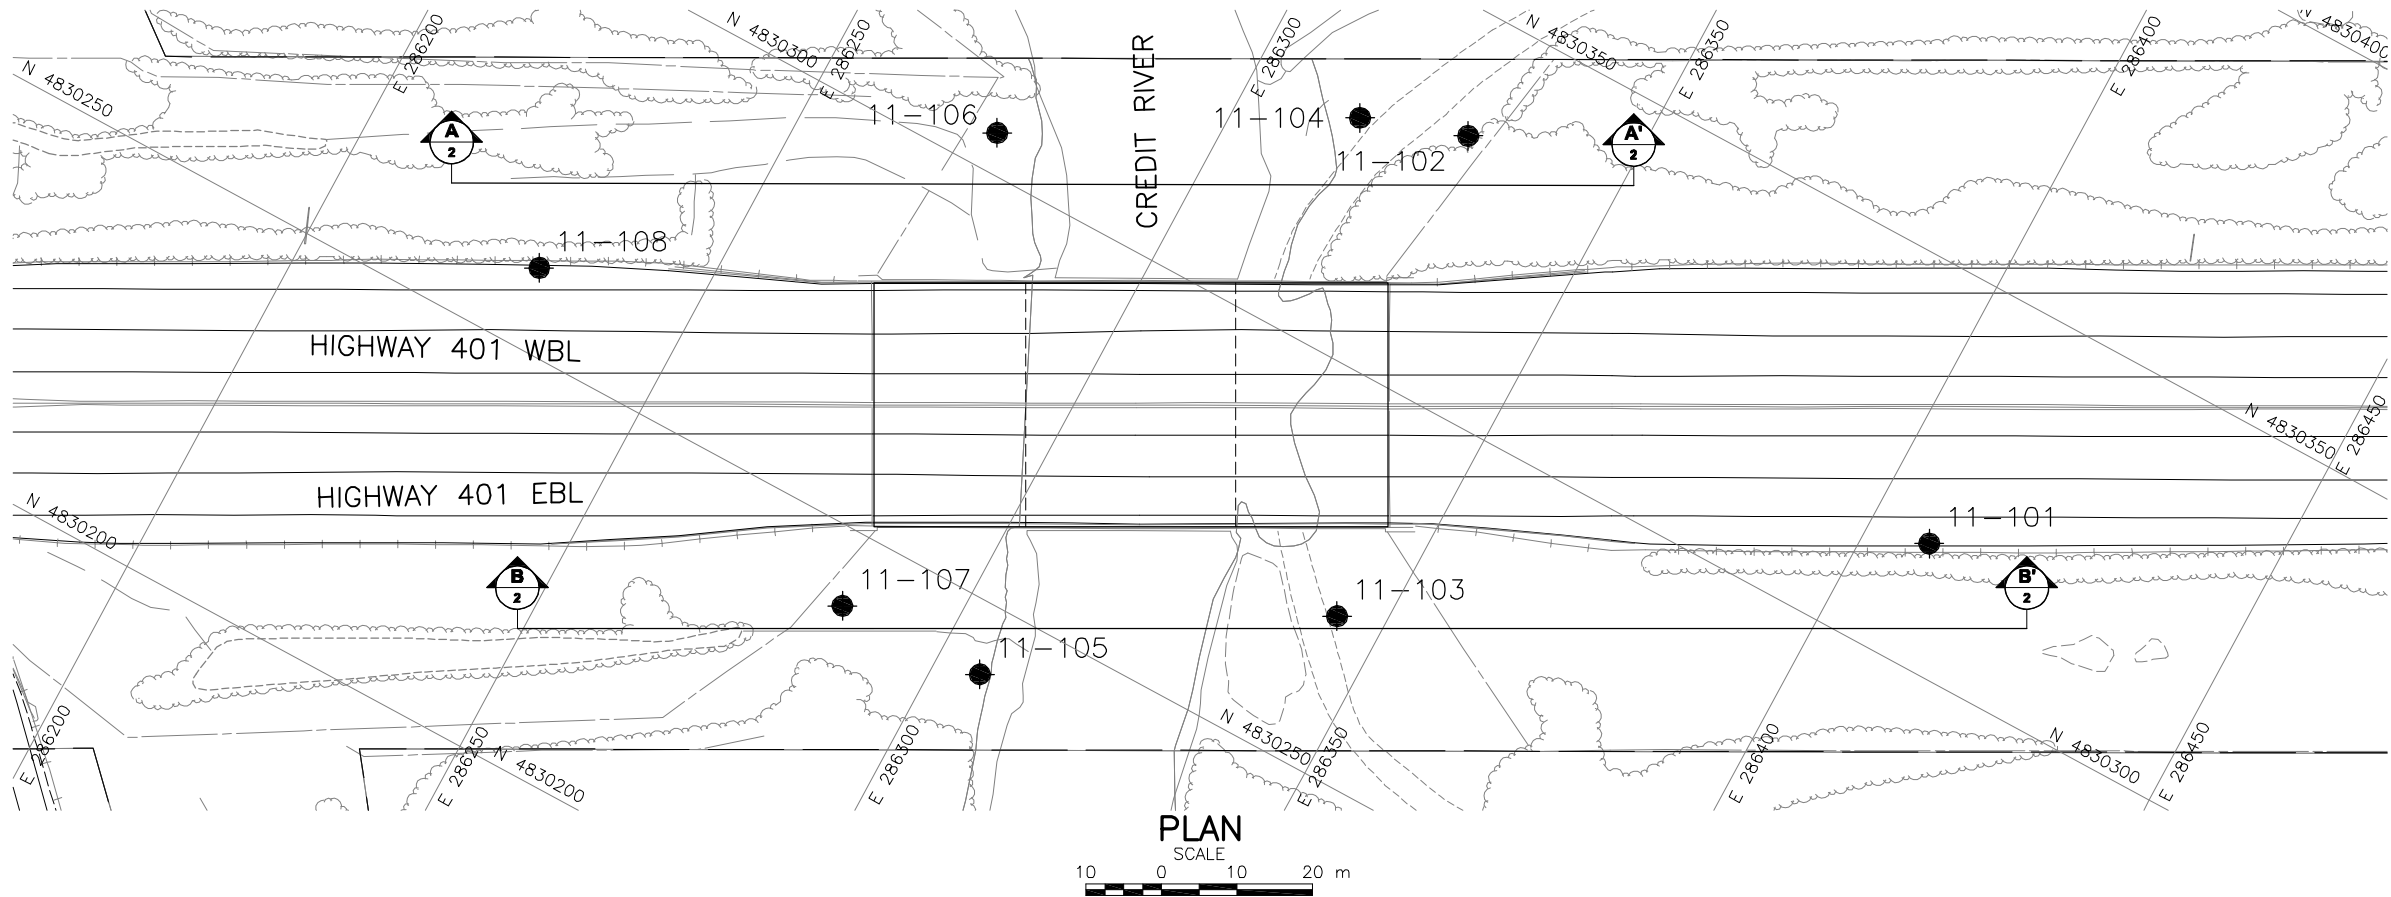 N 4830250
E 286200
N 4830300
E 286250
CREDIT RIVER
E 286300
N 4830350
E 286350
E 286400
N 4830400
11-106
11-104
11-102
A
2
A'
2
11-108
HIGHWAY 401 WBL
N 4830350
E 286450
HIGHWAY 401 EBL
N 4830200
11-101
B
2
11-107
11-103
B'
2
11-105
E 286200
E 286250
N 4830200
E 286300
N 4830250
E 286350
E 286400
N 4830300
E 286450
PLAN
SCALE
10 0 10 20 m